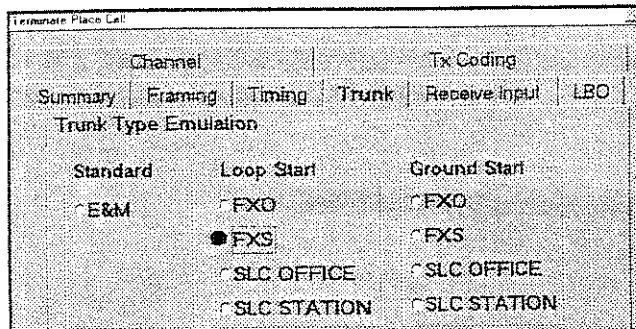 Terminate Place Call
Channel Tx Coding
Summary Framing Timing Trunk Receive Input LBO
Trunk Type Emulation
Standard Loop Start Ground Start
E&M FXO FXO
FXS FXS
SLC OFFICE SLC OFFICE
SLC STATION SLC STATION